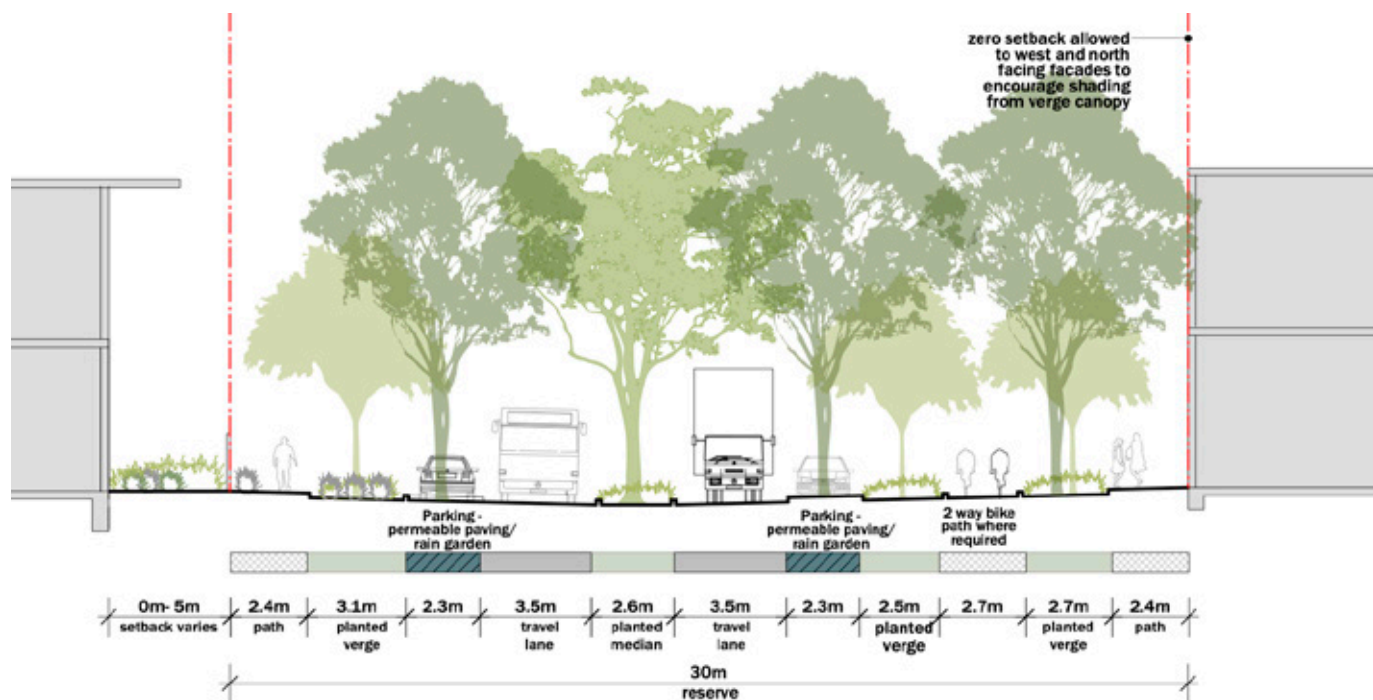 zero setback allowed
to west and north
facing facades to
encourage shading
from verge canopy
Parking -
permeable paving/
rain garden
Parking -
permeable paving/
rain garden
2 way bike
path where
required
0m- 5m
setback varies
2.4m
path
3.1m
planted
verge
2.3m
3.5m
travel
lane
2.6m
planted
median
3.5m
travel
lane
2.3m
2.5m
planted
verge
2.7m
2.7m
planted
verge
2.4m
path
30m
reserve